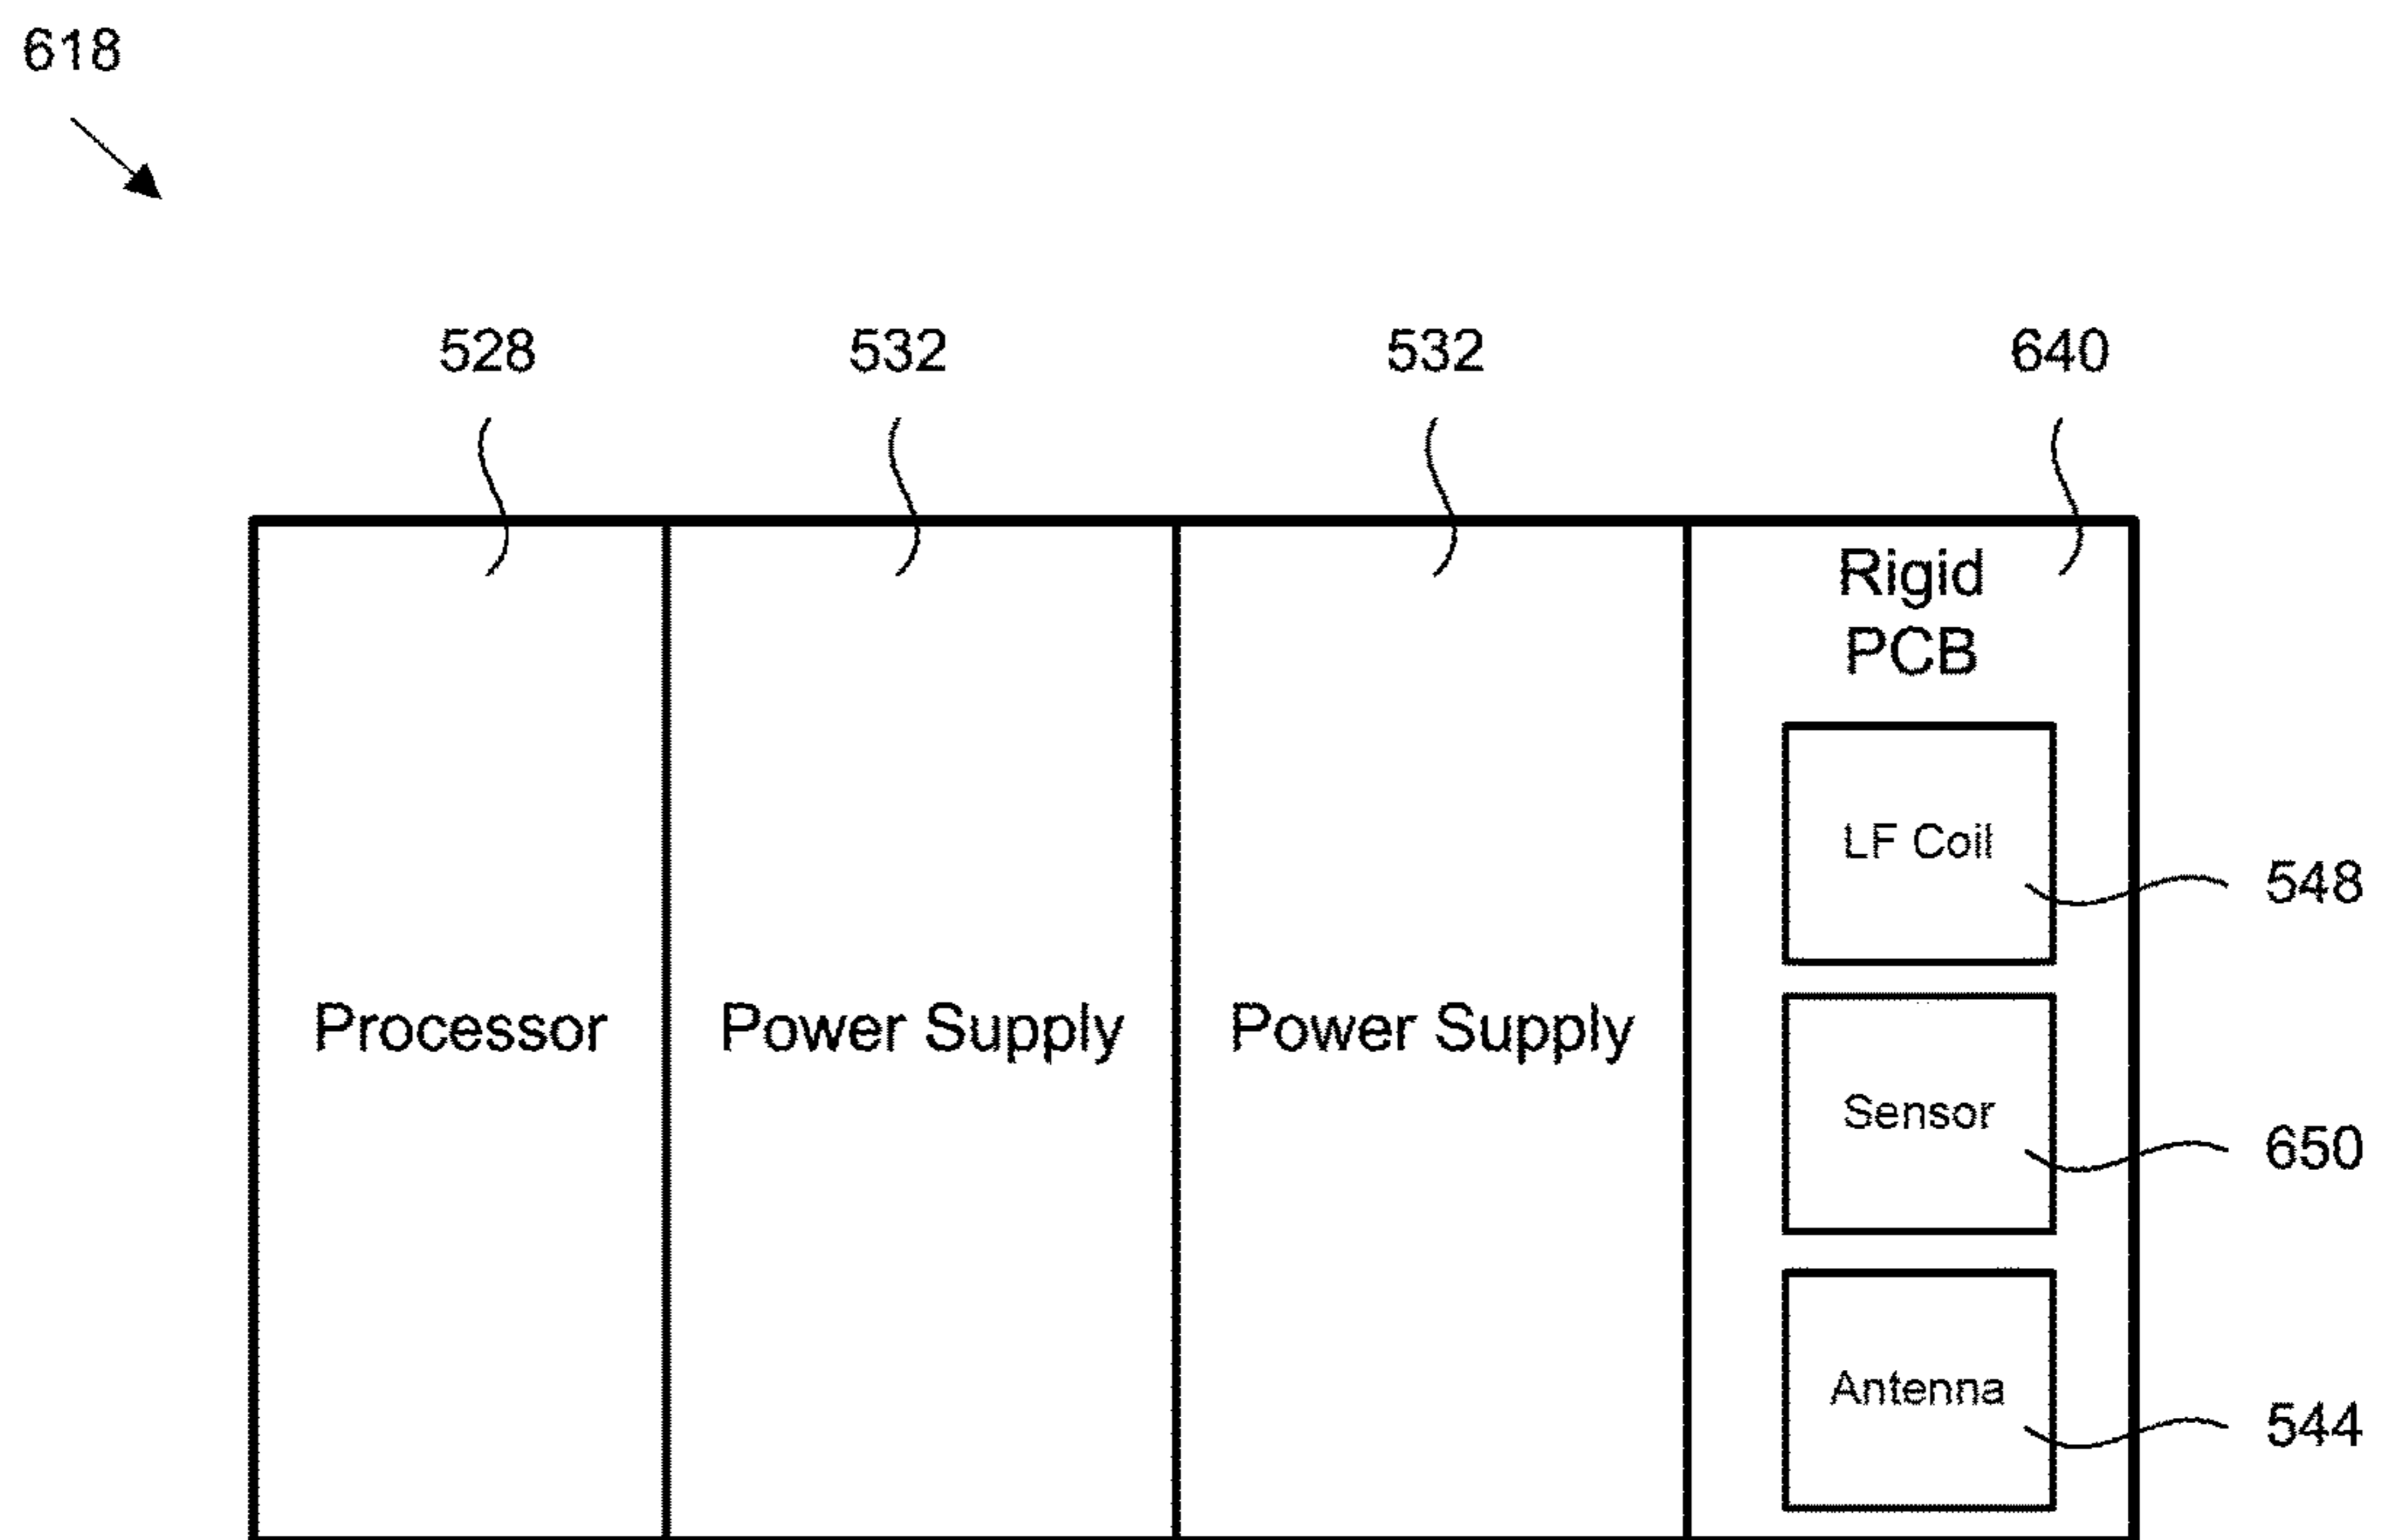 618
528
532
532
640
Rigid
PCB
LF Coil
548
Processor
Power Supply
Power Supply
Sensor
650
Antenna
544